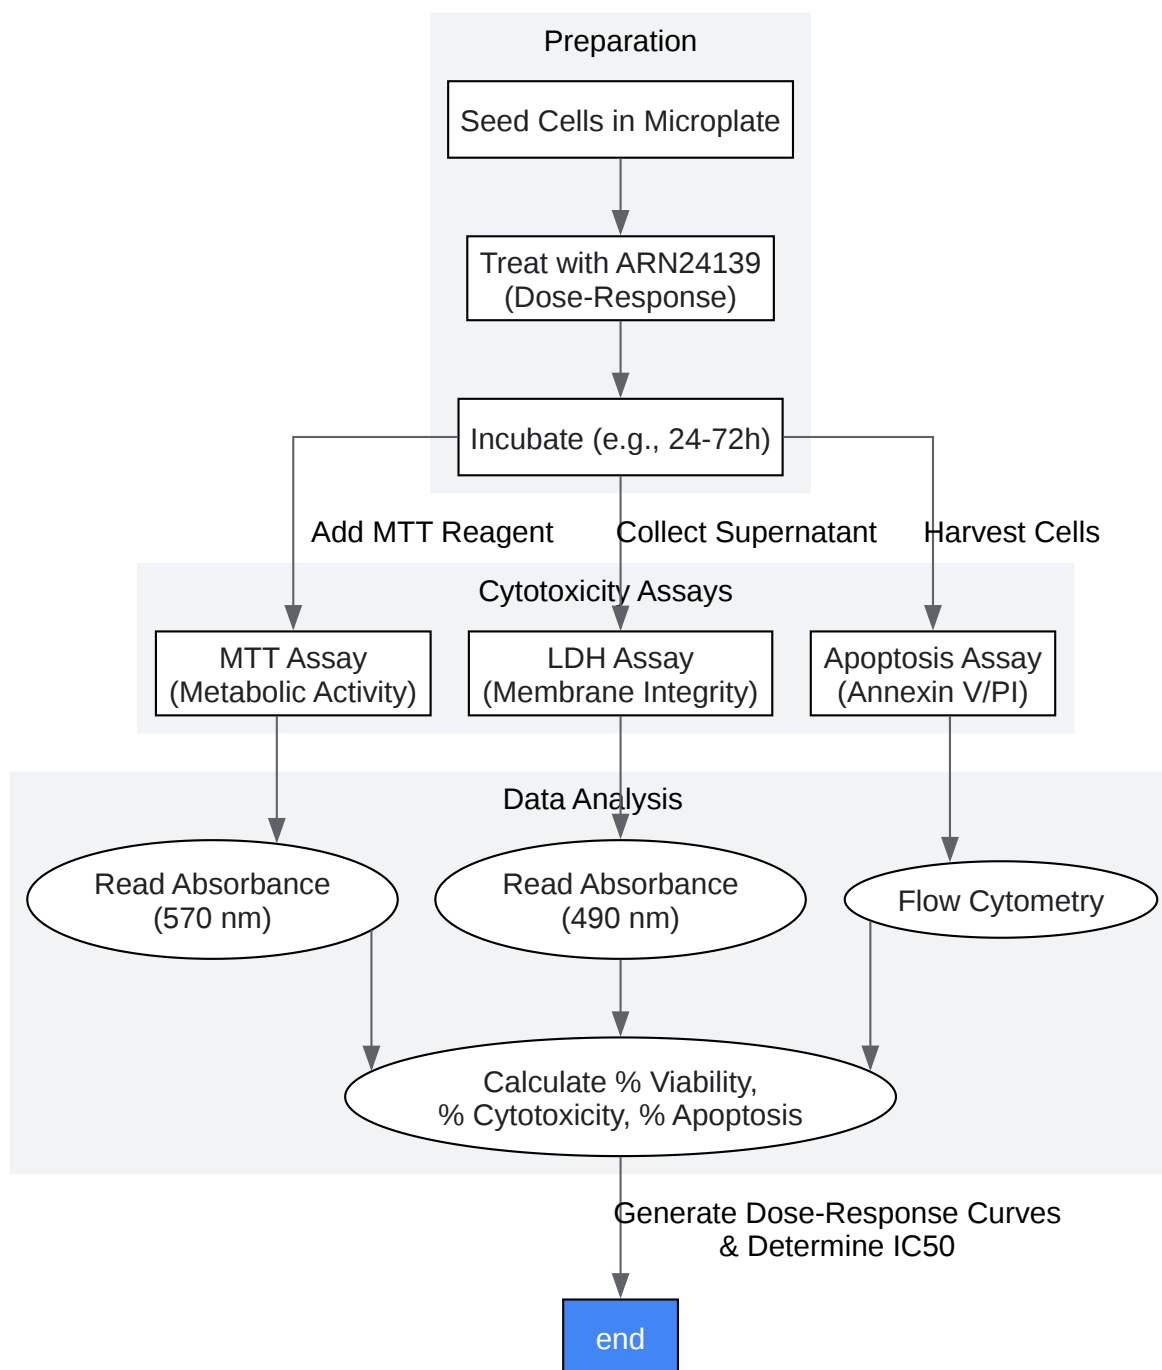 Preparation
Seed Cells in Microplate
Treat with ARN24139
(Dose-Response)
Incubate (e.g., 24-72h)
Add MTT Reagent
Collect Supernatant
Harvest Cells
Cytotoxicity Assays
MTT Assay
(Metabolic Activity)
LDH Assay
(Membrane Integrity)
Apoptosis Assay
(Annexin V/PI)
Data Analysis
Read Absorbance
(570 nm)
Read Absorbance
(490 nm)
Flow Cytometry
Calculate % Viability,
% Cytotoxicity, % Apoptosis
Generate Dose-Response Curves
& Determine IC50
end